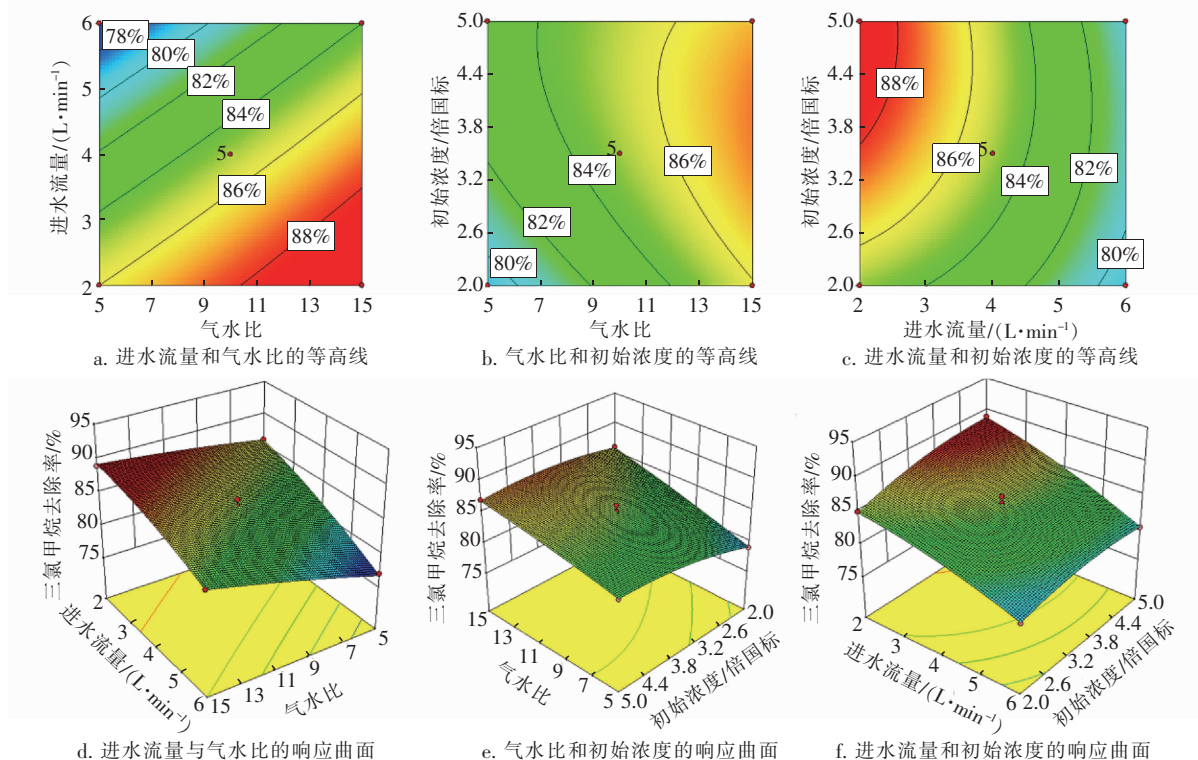 6
5
4
3
2
进水流量/(L·min⁻¹)
78%
80%
82%
84%
5
86%
88%
5 7 9 11 13 15
气水比
a. 进水流量和气水比的等高线
5.0
4.4
3.8
3.2
2.6
2.0
初始浓度/倍国标
5
84%
86%
82%
80%
5 7 9 11 13 15
气水比
b. 气水比和初始浓度的等高线
5.0
4.4
3.8
3.2
2.6
2.0
初始浓度/倍国标
88%
5
86%
84%
82%
80%
2 3 4 5 6
进水流量/(L·min⁻¹)
c. 进水流量和初始浓度的等高线
95
90
85
80
75
三氯甲烷去除率/%
2
3
4
5
6
进水流量/(L·min⁻¹)
15 13 11 9 7 5
气水比
d. 进水流量与气水比的响应曲面
95
90
85
80
75
三氯甲烷去除率/%
15
13
11
9
7
5
气水比
5.0 4.4 3.8 3.2 2.6 2.0
初始浓度/倍国标
e. 气水比和初始浓度的响应曲面
95
90
85
80
75
三氯甲烷去除率/%
2
3
4
5
6
进水流量/(L·min⁻¹)
2.0 2.6 3.2 3.8 4.4 5.0
初始浓度/倍国标
f. 进水流量和初始浓度的响应曲面